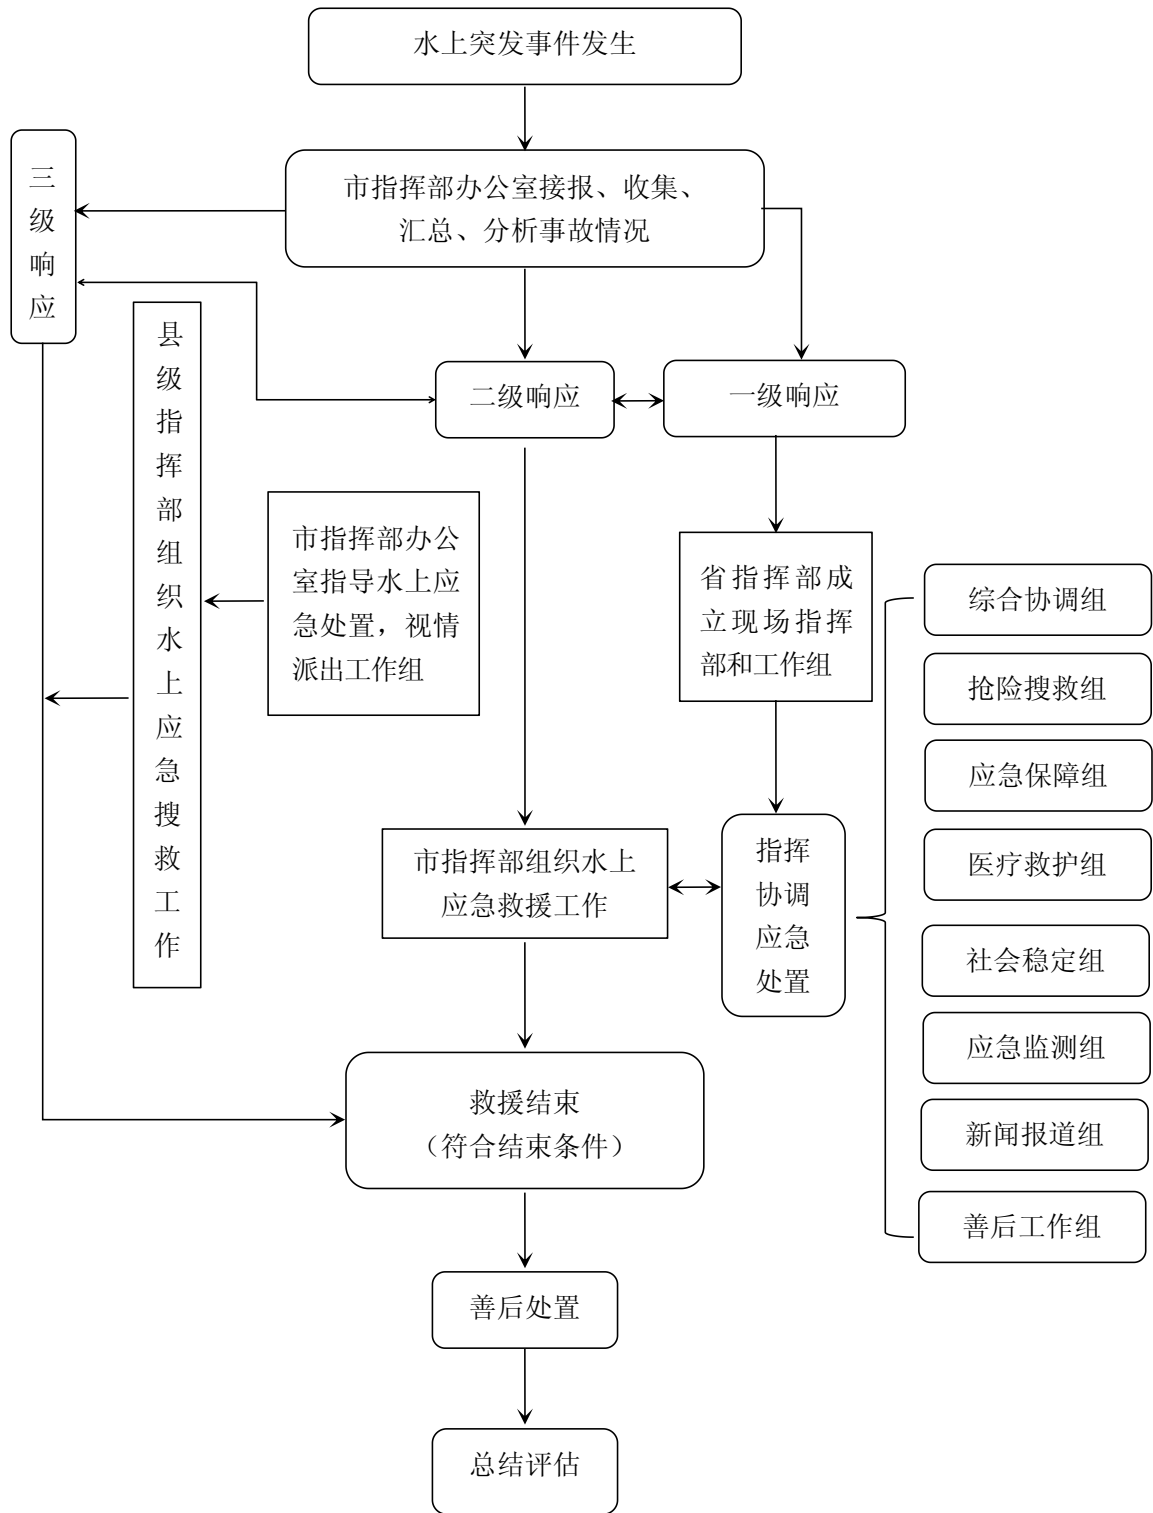 水上突发事件发生
市指挥部办公室接报、收集、
汇总、分析事故情况
三级响应
二级响应
一级响应
县级指挥部组织水上应急搜救工作
市指挥部办公
室指导水上应
急处置，视情
派出工作组
省指挥部成
立现场指挥
部和工作组
综合协调组
抢险搜救组
应急保障组
医疗救护组
社会稳定组
应急监测组
新闻报道组
善后工作组
市指挥部组织水上
应急救援工作
指挥
协调
应急
处置
救援结束
（符合结束条件）
善后处置
总结评估